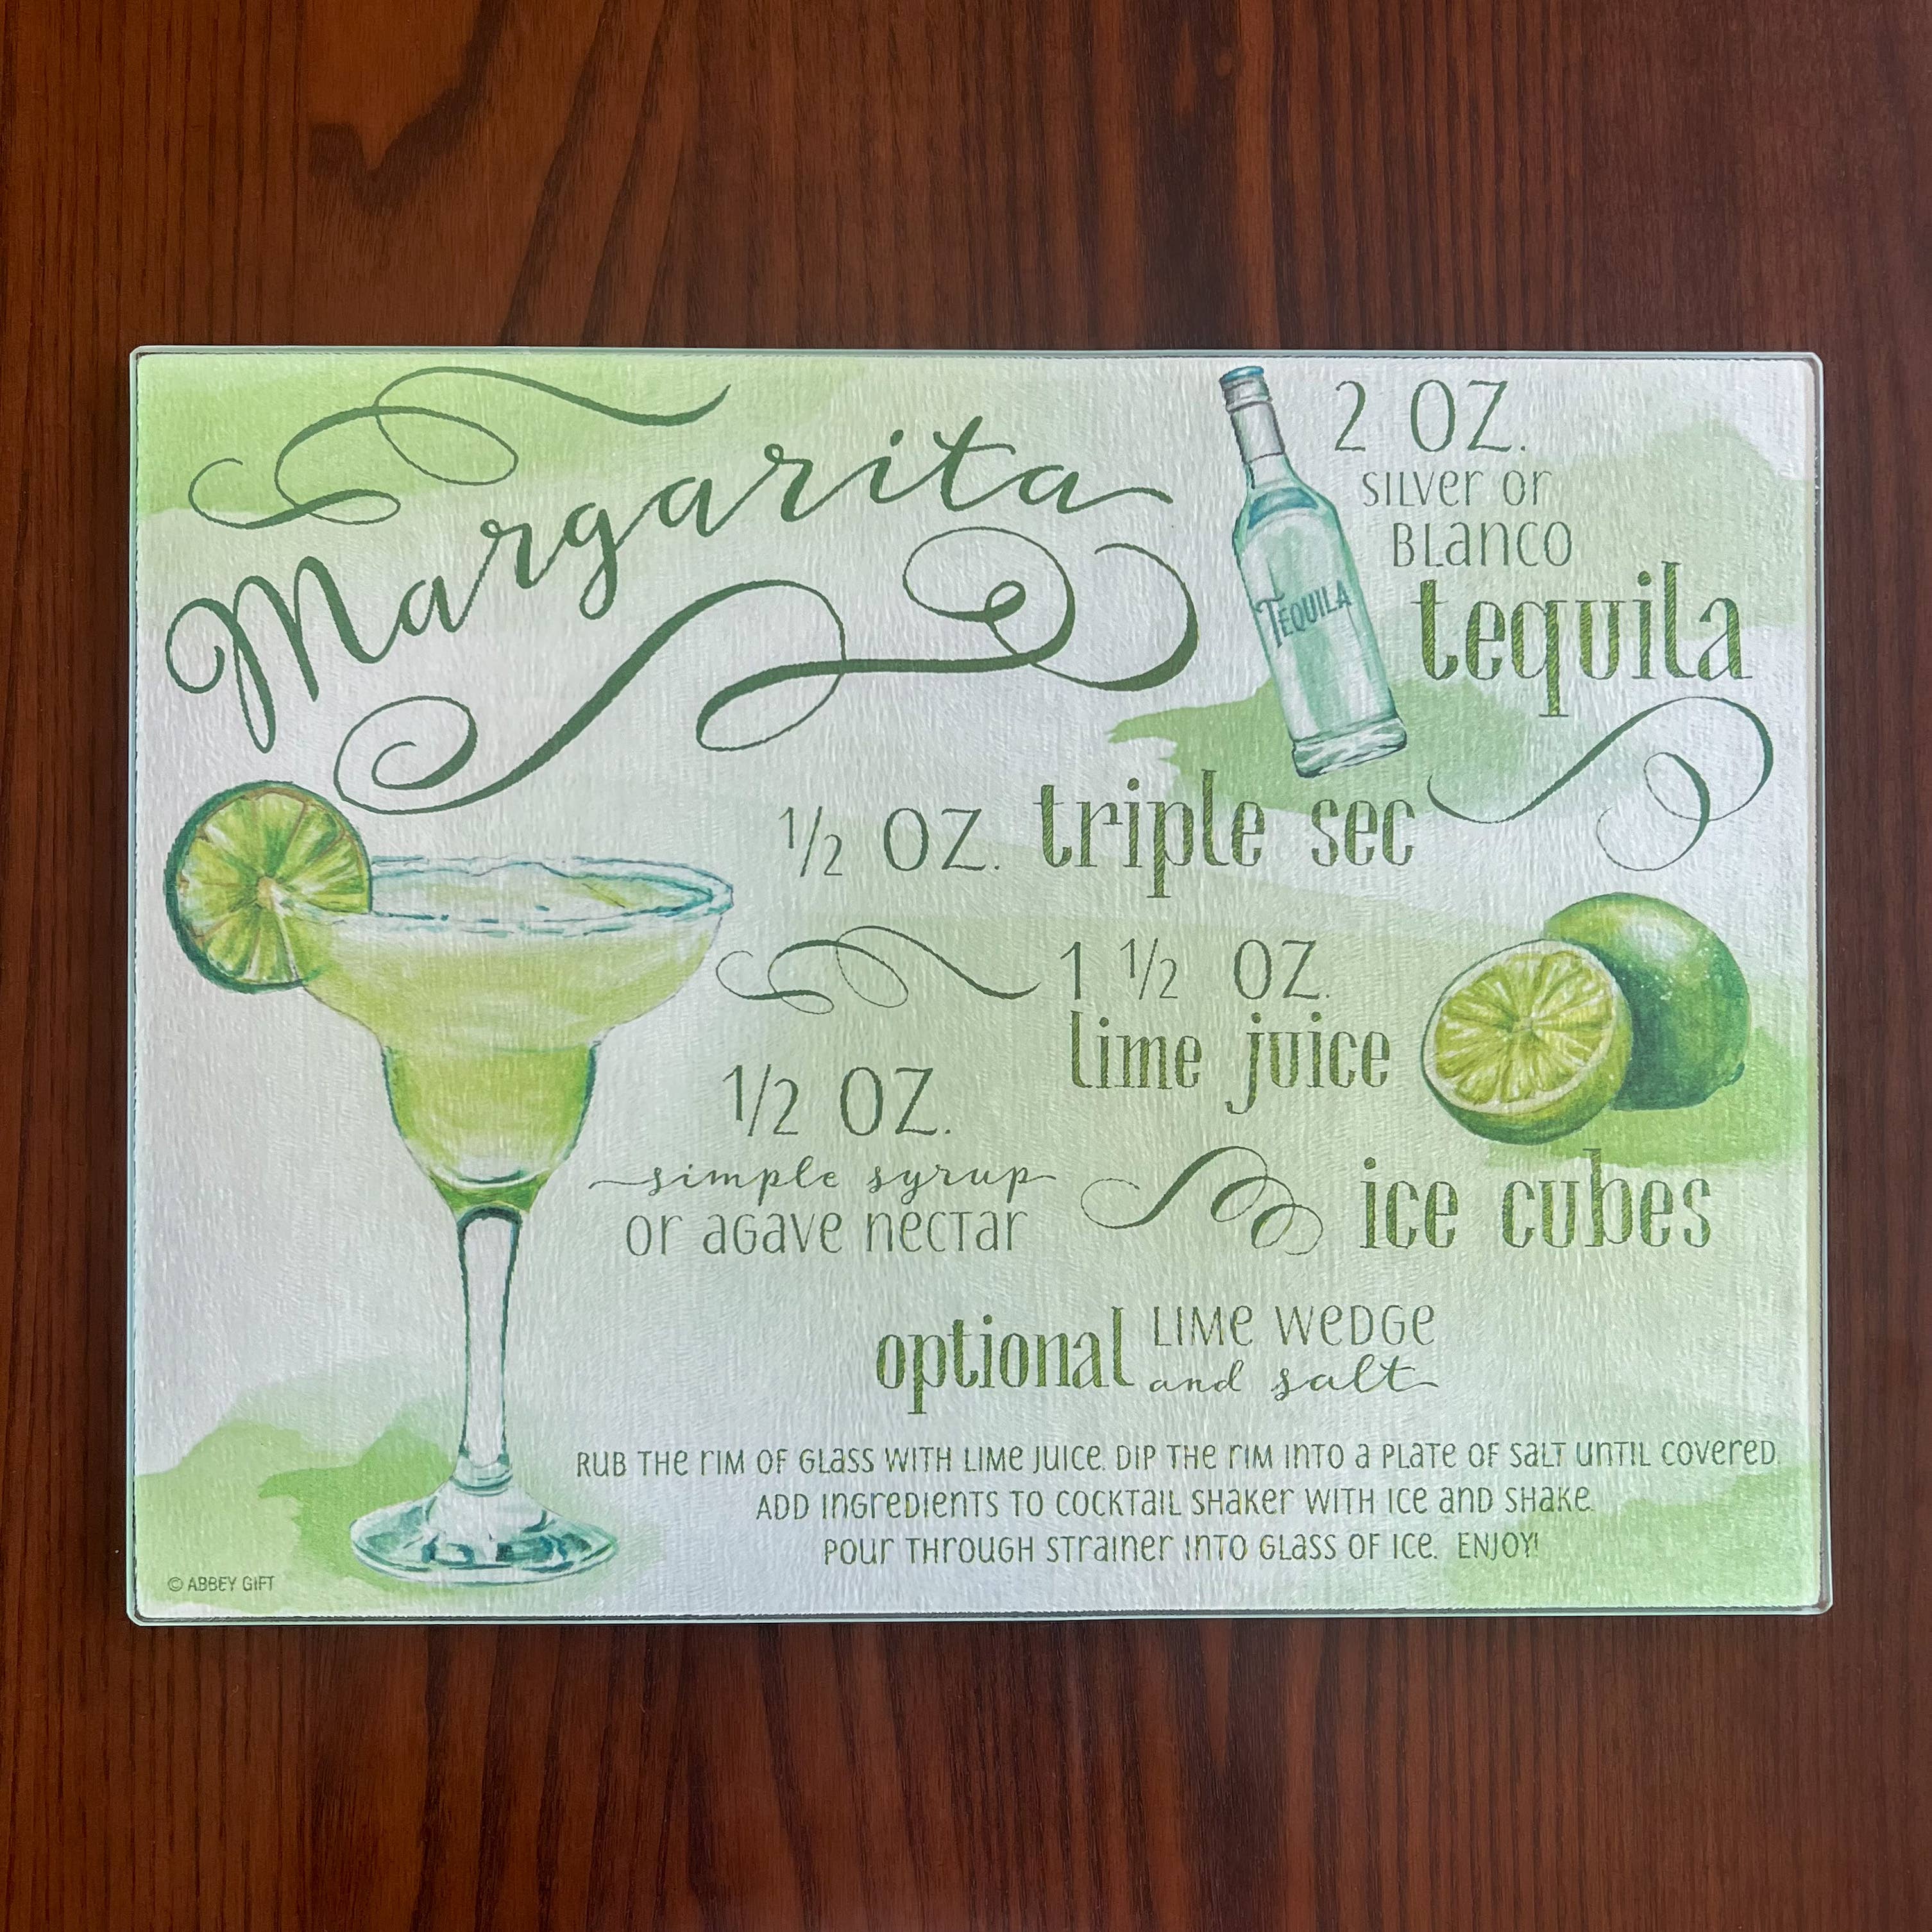 Margarita
2 OZ.
SILVer or
BLanco
tequila
TEQUILA
1/2 OZ. triple sec
1 1/2 OZ.
lime juice
1/2 OZ.
simple syrup
or aGave necTar
ice cubes
optional LIMe WeDGe
and salt
RUB THe rIM OF GLass WITH LIMe JUICe. DIP THe rIM InTO a PLaTe OF SaLT UnTIL coverеD.
ADD InGreDIenTS TO COCKTaIL SHaker WITH Ice anD SHake.
Pour THrOUGH STraIner InTO GLass OF Ice. ENJOY!
© ABBEY GIFT